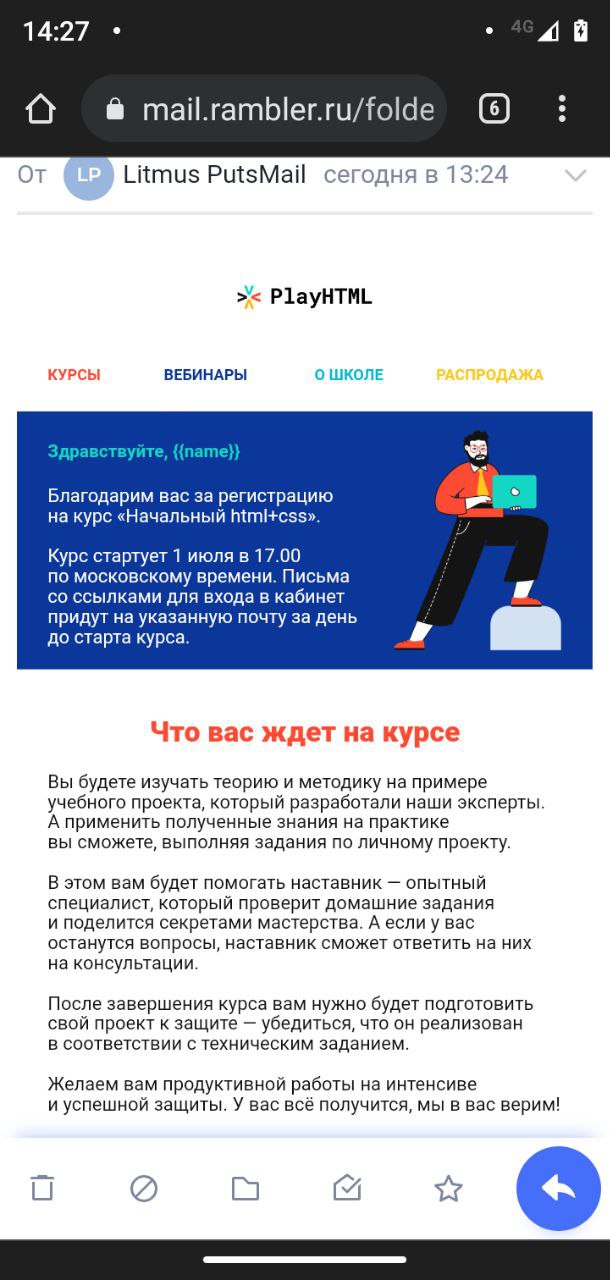 14:27
4G
mail.rambler.ru/folde
6
От LP Litmus PutsMail сегодня в 13:24
PlayHTML
КУРСЫ ВЕБИНАРЫ О ШКОЛЕ РАСПРОДАЖА
Здравствуйте, {{name}}
Благодарим вас за регистрацию
на курс «Начальный html+css».
Курс стартует 1 июля в 17.00
по московскому времени. Письма
со ссылками для входа в кабинет
придут на указанную почту за день
до старта курса.
Что вас ждет на курсе
Вы будете изучать теорию и методику на примере
учебного проекта, который разработали наши эксперты.
А применить полученные знания на практике
вы сможете, выполняя задания по личному проекту.
В этом вам будет помогать наставник — опытный
специалист, который проверит домашние задания
и поделится секретами мастерства. А если у вас
останутся вопросы, наставник сможет ответить на них
на консультации.
После завершения курса вам нужно будет подготовить
свой проект к защите — убедиться, что он реализован
в соответствии с техническим заданием.
Желаем вам продуктивной работы на интенсиве
и успешной защиты. У вас всё получится, мы в вас верим!